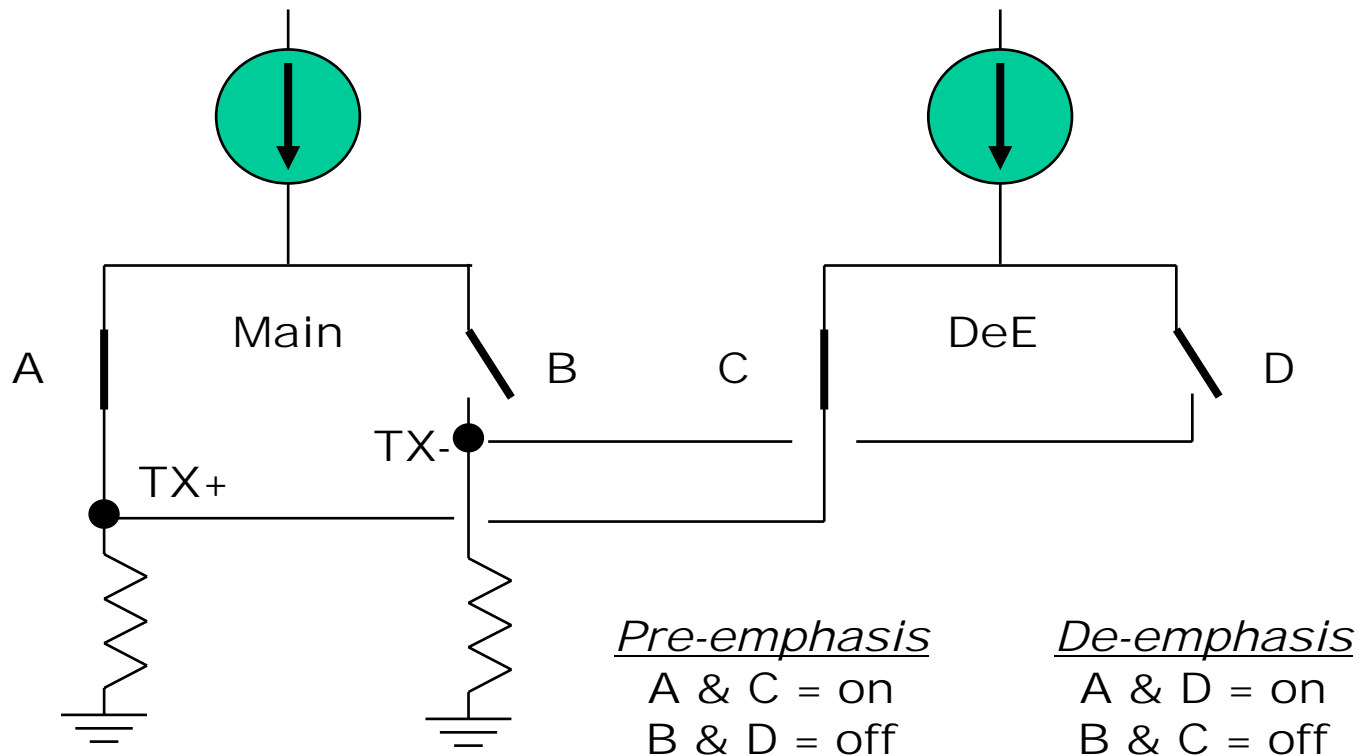 Main
DeE
A
B
C
D
TX-
TX+
Pre-emphasis
A & C = on
B & D = off
De-emphasis
A & D = on
B & C = off